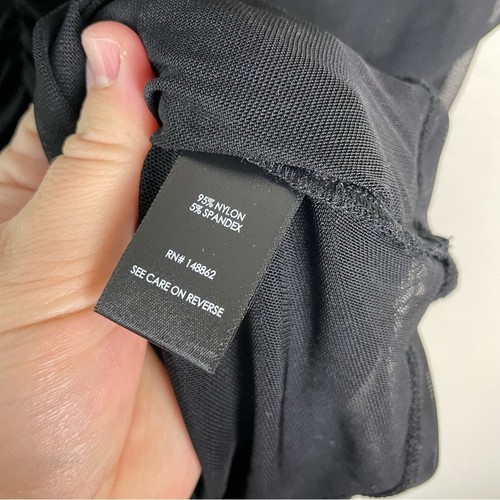 95% NYLON
5% SPANDEX
RN# 148862
SEE CARE ON REVERSE